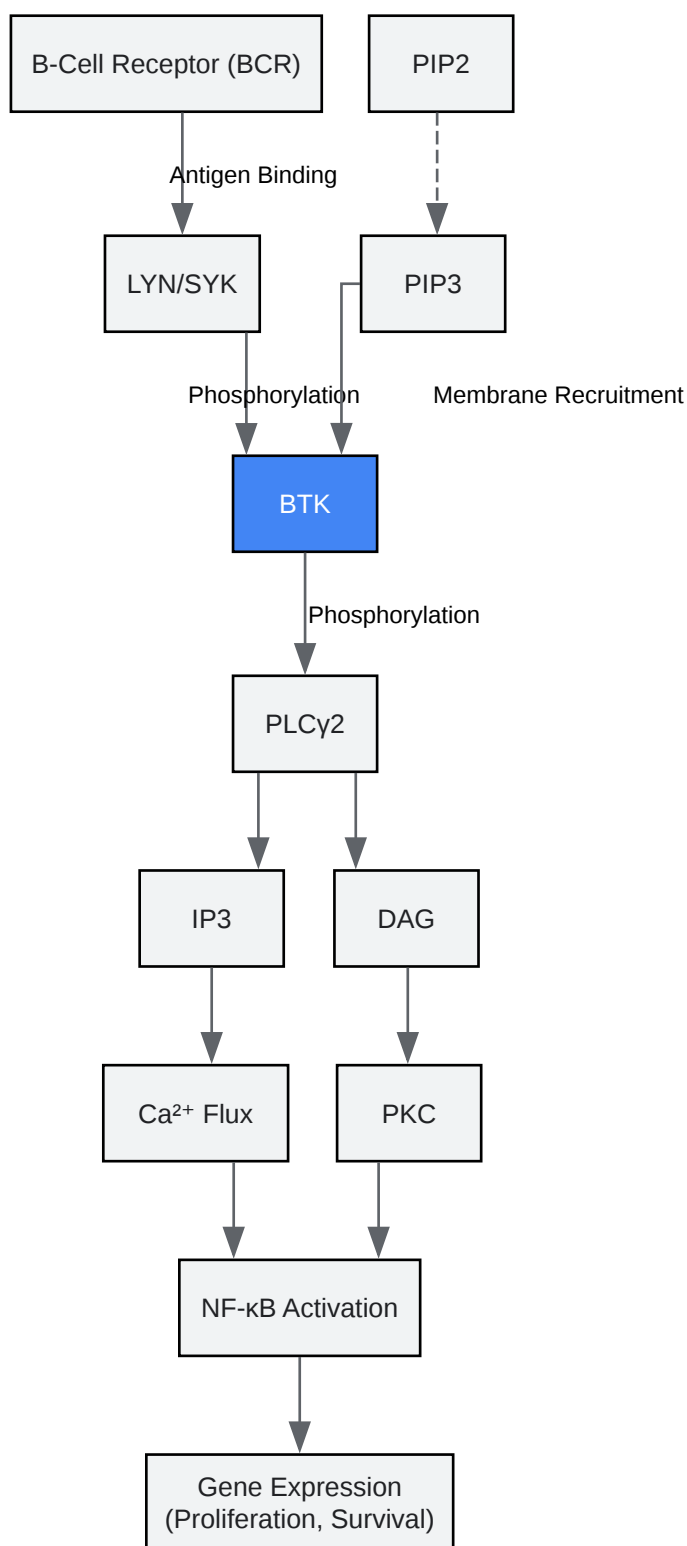 B-Cell Receptor (BCR)
PIP2
Antigen Binding
LYN/SYK
PIP3
Phosphorylation
Membrane Recruitment
BTK
Phosphorylation
PLCγ2
IP3
DAG
Ca²⁺ Flux
PKC
NF-κB Activation
Gene Expression
(Proliferation, Survival)